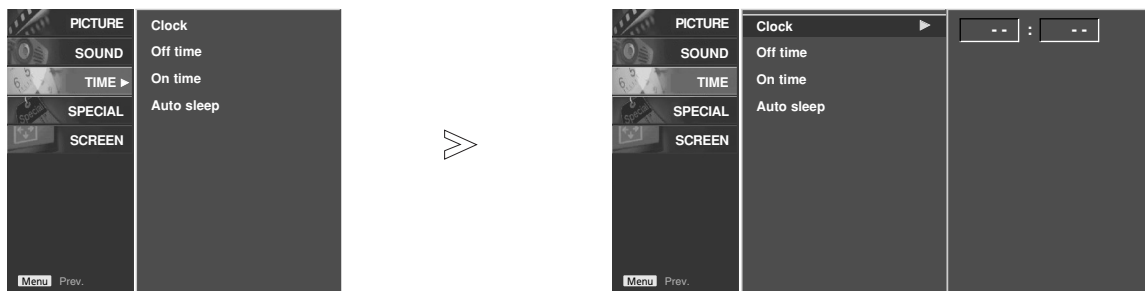 PICTURE
SOUND
TIME ►
SPECIAL
SCREEN
Menu Prev.
Clock
Off time
On time
Auto sleep
PICTURE
SOUND
TIME
SPECIAL
SCREEN
Menu Prev.
Clock ►
Off time
On time
Auto sleep
-- : --